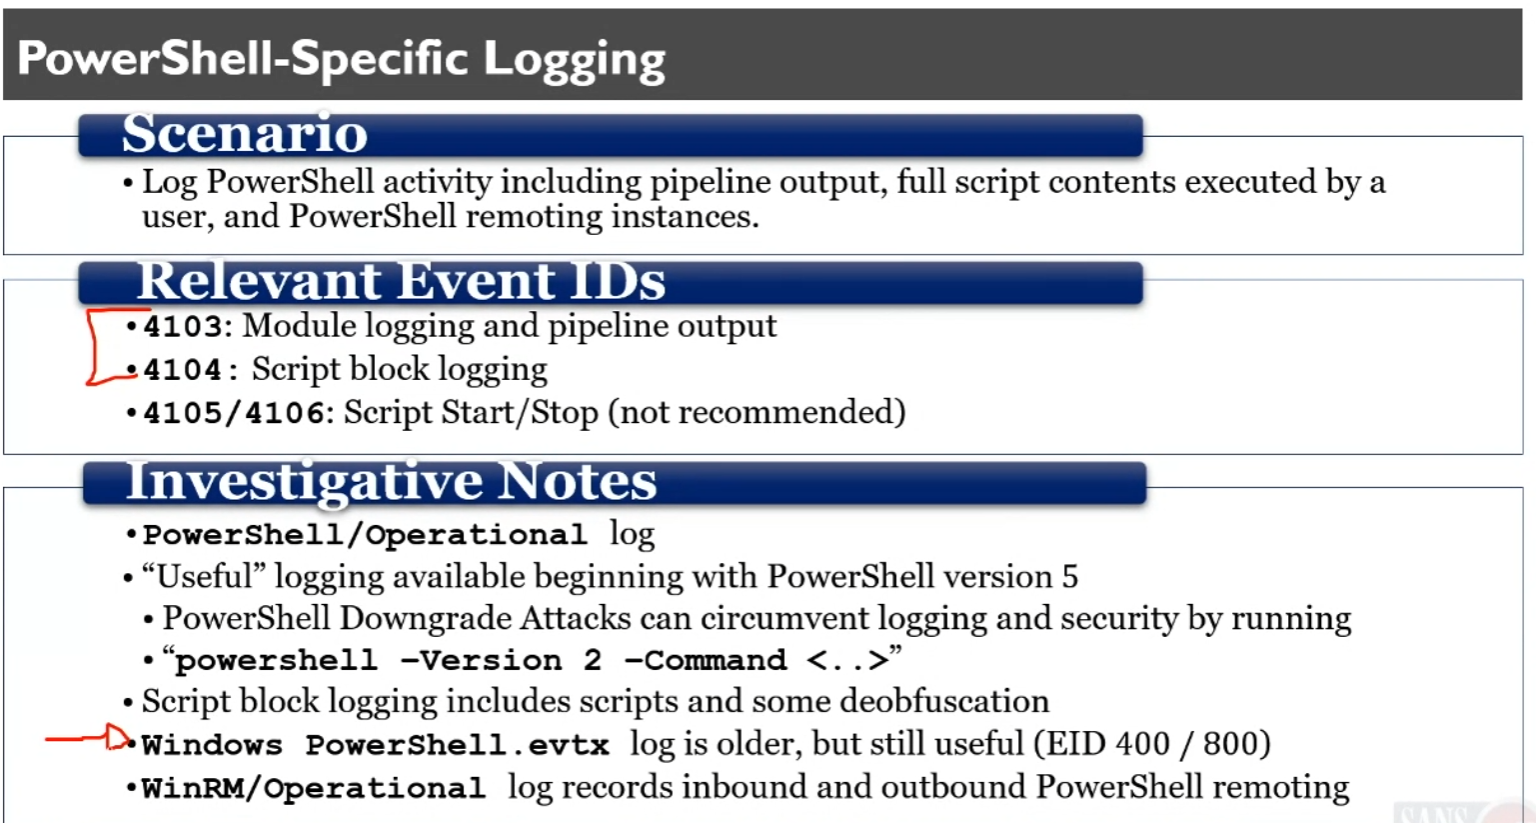 PowerShell-Specific Logging
Scenario
• Log PowerShell activity including pipeline output, full script contents executed by a
user, and PowerShell remoting instances.
Relevant Event IDs
• 4103: Module logging and pipeline output
• 4104: Script block logging
• 4105/4106: Script Start/Stop (not recommended)
Investigative Notes
• PowerShell/Operational log
• “Useful” logging available beginning with PowerShell version 5
• PowerShell Downgrade Attacks can circumvent logging and security by running
• “powershell –Version 2 –Command <..>”
• Script block logging includes scripts and some deobfuscation
• Windows PowerShell.evtx log is older, but still useful (EID 400 / 800)
• WinRM/Operational log records inbound and outbound PowerShell remoting
SANS